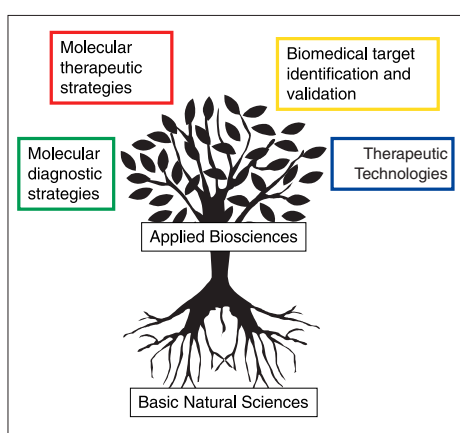 Molecular
therapeutic
strategies
Biomedical target
identification and
validation
Molecular
diagnostic
strategies
Therapeutic
Technologies
Applied Biosciences
Basic Natural Sciences